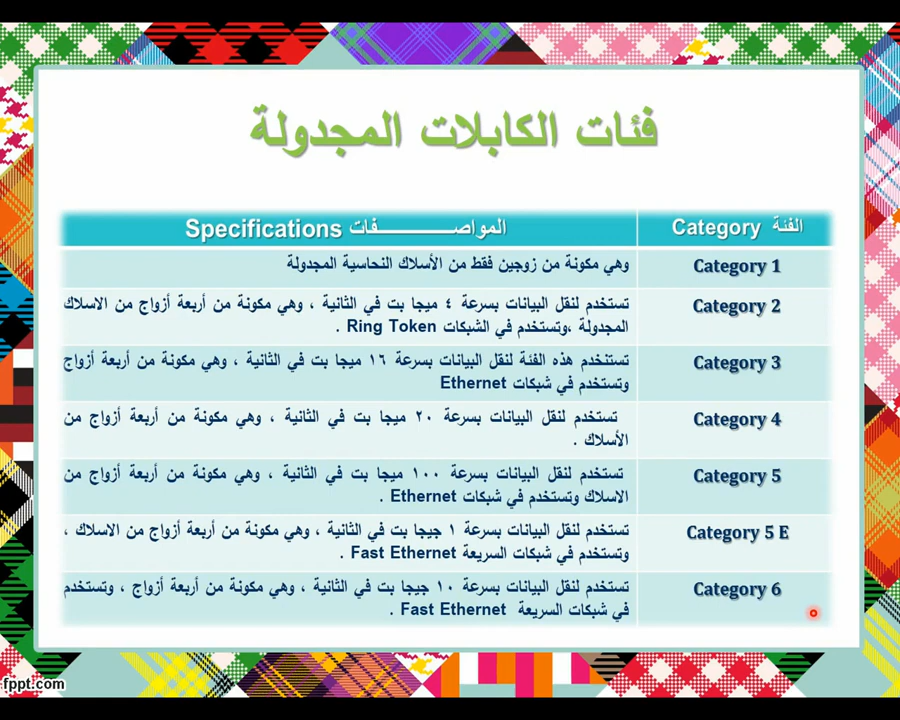 فئات الكابلات المجدولة
الفئة Category
المواصـــــــــفات Specifications
Category 1
وهي مكونة من زوجين فقط من الأسلاك النحاسية المجدولة
Category 2
تستخدم لنقل البيانات بسرعة ٤ ميجا بت في الثانية ، وهي مكونة من أربعة أزواج من الاسلاك
المجدولة ،وتستخدم في الشبكات Ring Token .
Category 3
تستنخدم هذه الفئة لنقل البيانات بسرعة ١٦ ميجا بت في الثانية ، وهي مكونة من أربعة أزواج
وتستخدم في شبكات Ethernet
Category 4
تستخدم لنقل البيانات بسرعة ٢٠ ميجا بت في الثانية ، وهي مكونة من أربعة أزواج من
الأسلاك .
Category 5
تستخدم لنقل البيانات بسرعة ١٠٠ ميجا بت في الثانية ، وهي مكونة من أربعة أزواج من
الاسلاك وتستخدم في شبكات Ethernet .
Category 5 E
تستخدم لنقل البيانات بسرعة ١ جيجا بت في الثانية ، وهي مكونة من أربعة أزواج من الاسلاك ،
وتستخدم في شبكات السريعة Fast Ethernet .
Category 6
تستخدم لنقل البيانات بسرعة ١٠ جيجا بت في الثانية ، وهي مكونة من أربعة أزواج ، وتستخدم
في شبكات السريعة Fast Ethernet .
fppt.com